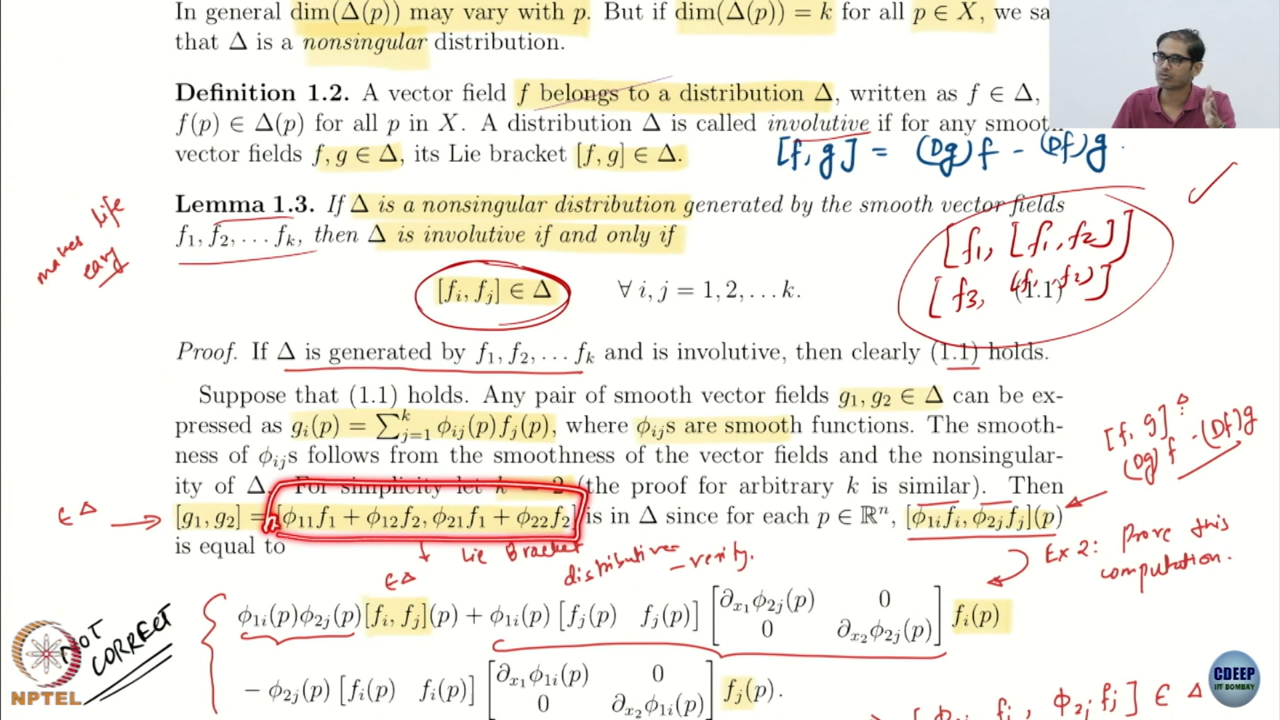 In general dim(Δ(p)) may vary with p. But if dim(Δ(p)) = k for all p ∈ X, we sa
that Δ is a nonsingular distribution.
Definition 1.2. A vector field f belongs to a distribution Δ, written as f ∈ Δ,
f(p) ∈ Δ(p) for all p in X. A distribution Δ is called involutive if for any smoot
vector fields f, g ∈ Δ, its Lie bracket [f, g] ∈ Δ.
[f, g] = (Dg)f - (Df)g
makes life
easy
Lemma 1.3. If Δ is a nonsingular distribution generated by the smooth vector fields
f₁, f₂, … fₖ, then Δ is involutive if and only if
[f₁, [f₁, f₂]]
[fᵢ, fⱼ] ∈ Δ ∀ i, j = 1, 2, … k. (1.1)
[f₃, [f₁, f₂]]
Proof. If Δ is generated by f₁, f₂, … fₖ and is involutive, then clearly (1.1) holds.
Suppose that (1.1) holds. Any pair of smooth vector fields g₁, g₂ ∈ Δ can be ex-
pressed as gᵢ(p) = ∑ᵏⱼ₌₁ φᵢⱼ(p)fⱼ(p), where φᵢⱼs are smooth functions. The smooth-
ness of φᵢⱼs follows from the smoothness of the vector fields and the nonsingular-
ity of Δ. For simplicity let k = 2 (the proof for arbitrary k is similar). Then
[f, g] ≜
(Dg)f - (Df)g
∈ Δ
[g₁, g₂] = [φ₁₁f₁ + φ₁₂f₂, φ₂₁f₁ + φ₂₂f₂] is in Δ since for each p ∈ ℝⁿ, [φ₁ᵢfᵢ, φ₂ⱼfⱼ](p)
is equal to
Lie Bracket
distributive - verify.
Ex 2: Prove this
computation.
∈ Δ
φ₁ᵢ(p)φ₂ⱼ(p)[fᵢ, fⱼ](p) + φ₁ᵢ(p) [fⱼ(p) fⱼ(p)] [∂ₓ₁φ₂ⱼ(p) 0
0 ∂ₓ₂φ₂ⱼ(p)] fᵢ(p)
NOT
CORRECT
- φ₂ⱼ(p) [fᵢ(p) fᵢ(p)] [∂ₓ₁φ₁ᵢ(p) 0
0 ∂ₓ₂φ₁ᵢ(p)] fⱼ(p).
[φ₁ᵢ fᵢ, φ₂ⱼ fⱼ] ∈ Δ
NPTEL
CDEEP
IIT BOMBAY